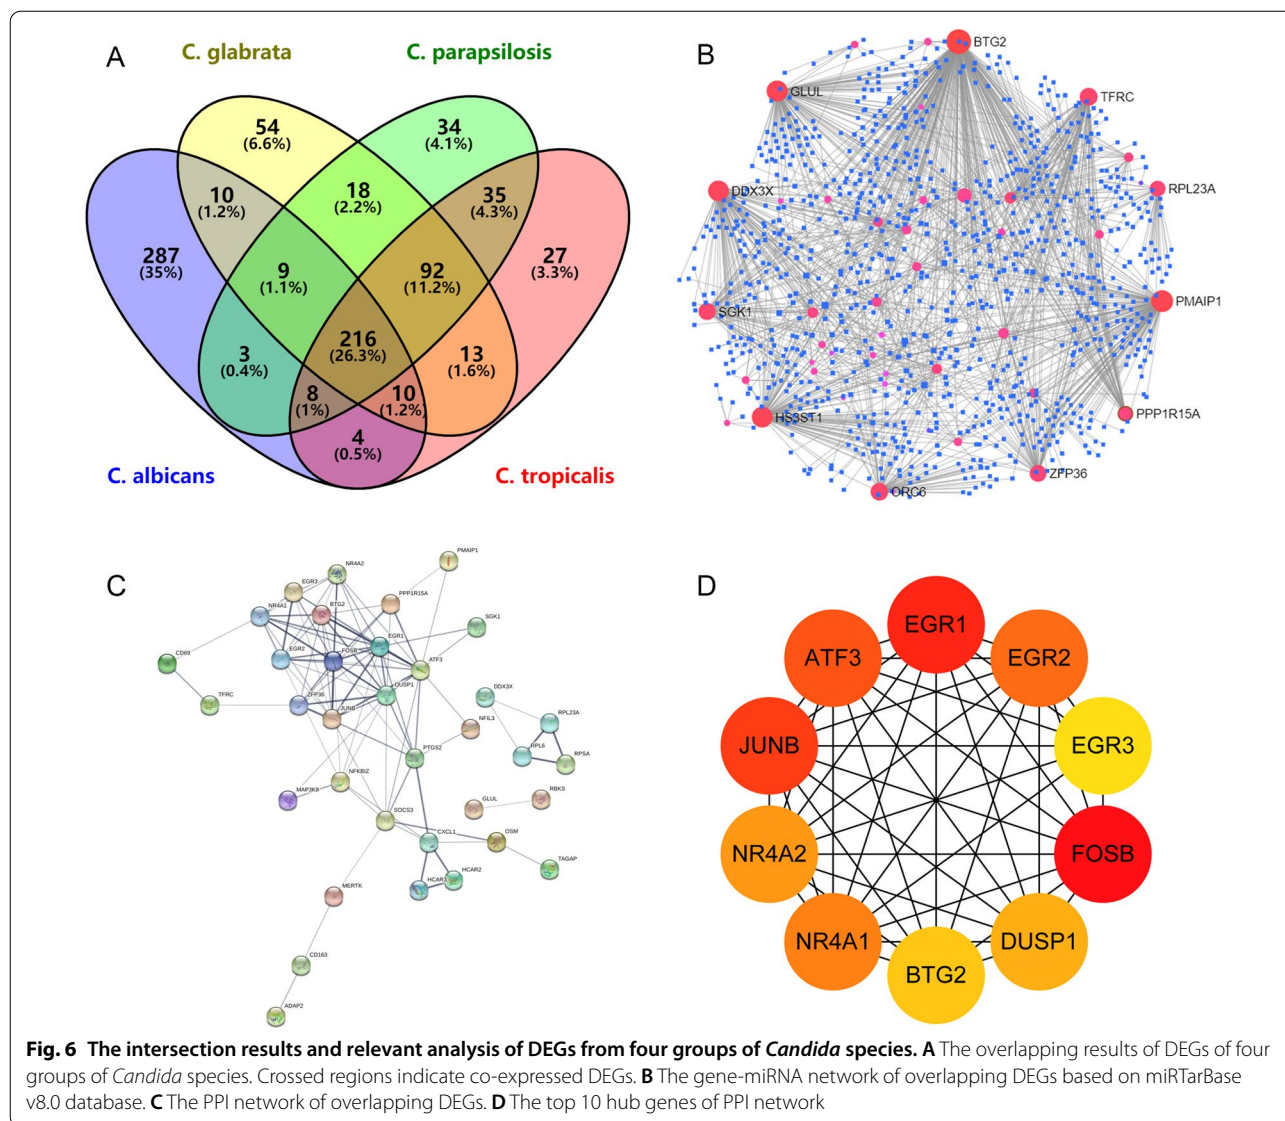 A
C. glabrata
C. parapsilosis
54
(6.6%)
34
(4.1%)
10
(1.2%)
18
(2.2%)
35
(4.3%)
287
(35%)
9
(1.1%)
92
(11.2%)
27
(3.3%)
216
(26.3%)
3
(0.4%)
13
(1.6%)
8
(1%)
10
(1.2%)
4
(0.5%)
C. albicans
C. tropicalis
B
BTG2
GLUL
TFRC
DDX3X
RPL23A
SGK1
PMAIP1
HS3ST1
PPP1R15A
ZFP36
ORC6
C
PMAIP1
NR4A2
EGR3
PPP1R15A
NR4A1
BTG2
SGK1
EGR1
FOSB
EGR2
ATF3
CD69
DUSP1
TFRC
ZFP36
JUNB
DDX3X
RPL23A
NFIL3
PTGS2
RPL6
RPSA
NFKBIZ
MAP3K8
GLUL
RBKS
SOCS3
CXCL1
OSM
TAGAP
HCAR3
HCAR2
MERTK
CD163
ADAP2
D
EGR1
ATF3
EGR2
JUNB
EGR3
NR4A2
FOSB
NR4A1
DUSP1
BTG2
Fig. 6 The intersection results and relevant analysis of DEGs from four groups of Candida species. A The overlapping results of DEGs of four
groups of Candida species. Crossed regions indicate co-expressed DEGs. B The gene-miRNA network of overlapping DEGs based on miRTarBase
v8.0 database. C The PPI network of overlapping DEGs. D The top 10 hub genes of PPI network